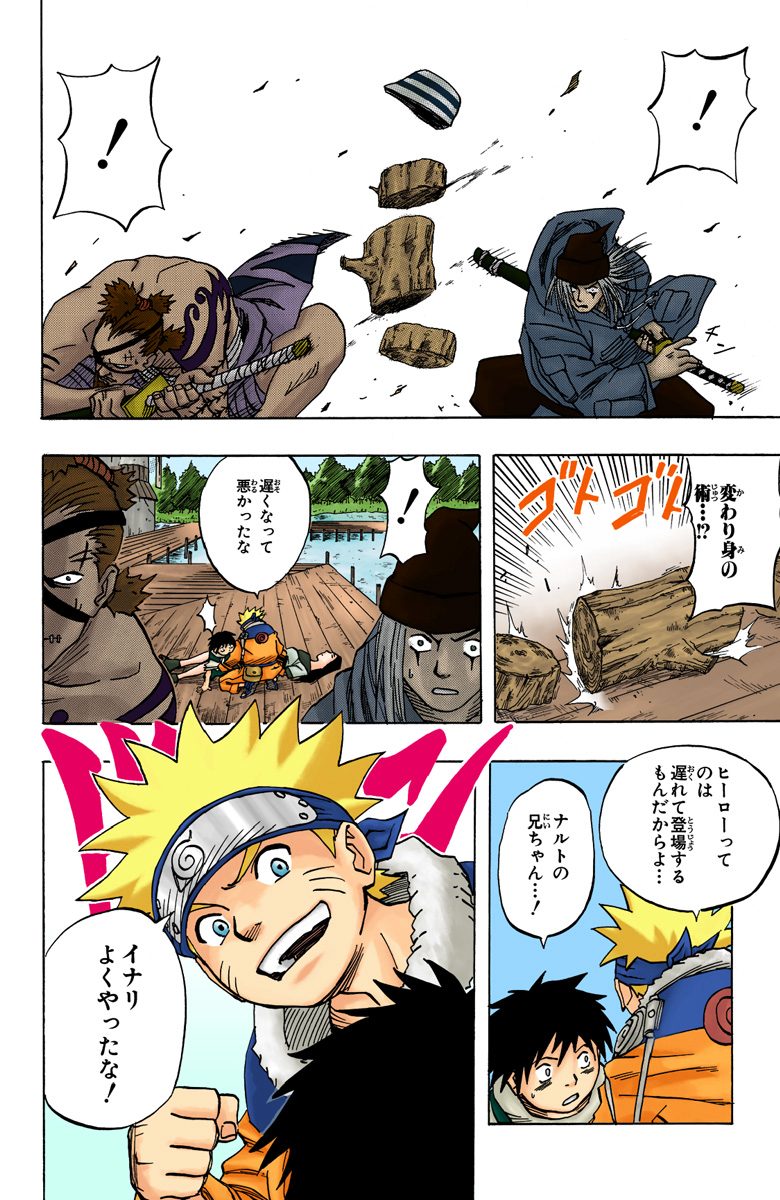 !
チン
!
変わり身の
術…!?
ゴトゴト
!
遅くなって
悪かったな
ヒーローって
のは
遅れて登場する
もんだからよ…
ナルトの
兄ちゃん…!
イナリ
よくやったな!